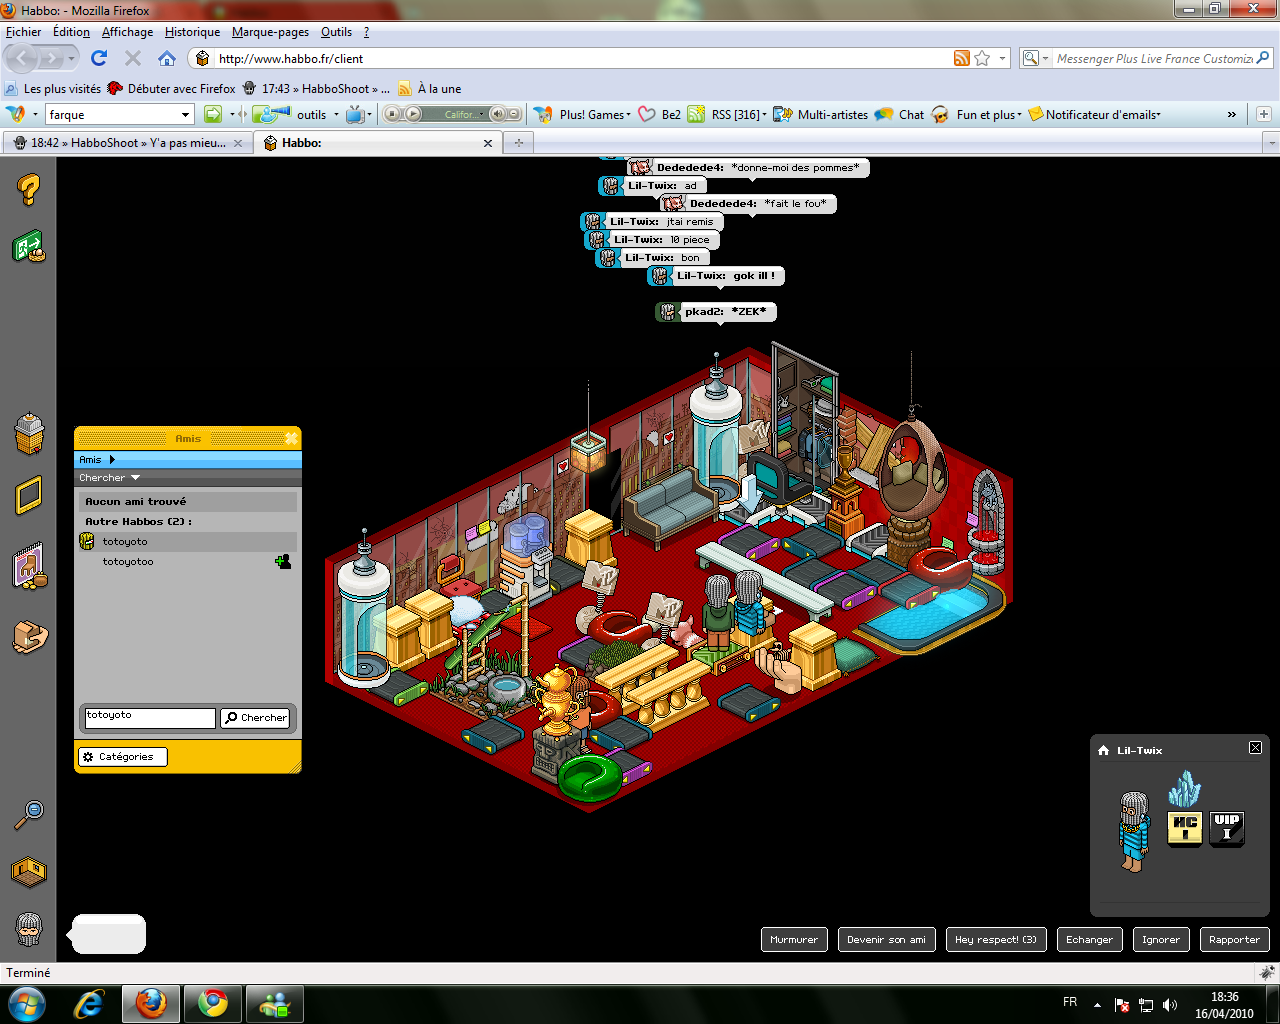 Habbo: - Mozilla Firefox
Fichier Édition Affichage Historique Marque-pages Outils ?
http://www.habbo.fr/client
Messenger Plus Live France Customiz
Les plus visités Débuter avec Firefox 17:43 » HabboShoot » ... À la une
farque outils Califor... Plus! Games Be2 RSS [316] Multi-artistes Chat Fun et plus Notificateur d'emails »
18:42 » HabboShoot » Y'a pas mieu... Habbo:
Dededede4: *donne-moi des pommes*
Lil-Twix: ad
Dededede4: *fait le fou*
Lil-Twix: jtai remis
Lil-Twix: 10 piece
Lil-Twix: bon
Lil-Twix: gok ill !
pkad2: *ZEK*
Amis
Amis
Chercher
Aucun ami trouvé
Autre Habbos (2) :
totoyoto
totoyotoo
totoyoto Chercher
Catégories
MTV
MTV
MTV
Lil-Twix
HC I VIP I
Murmurer Devenir son ami Hey respect! (3) Echanger Ignorer Rapporter
Terminé
FR 18:36
16/04/2010